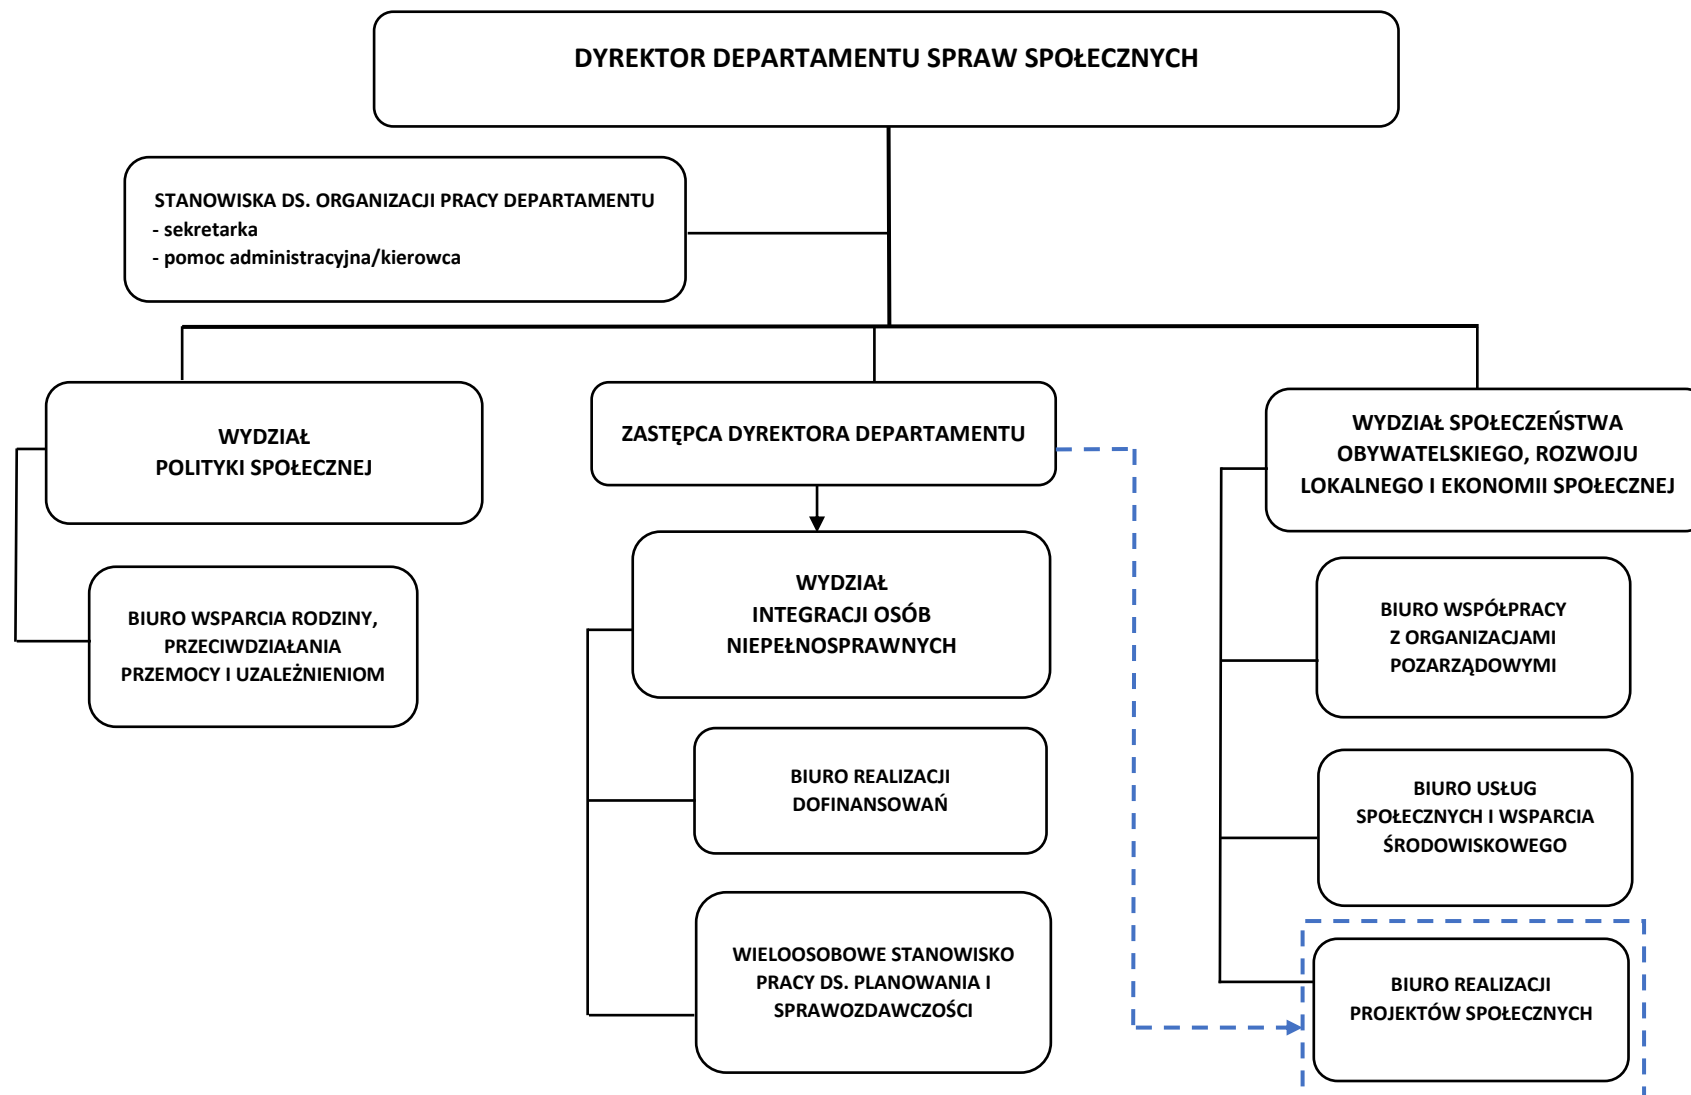 DYREKTOR DEPARTAMENTU SPRAW SPOŁECZNYCH
STANOWISKA DS. ORGANIZACJI PRACY DEPARTAMENTU
- sekretarka
- pomoc administracyjna/kierowca
WYDZIAŁ
POLITYKI SPOŁECZNEJ
BIURO WSPARCIA RODZINY,
PRZECIWDZIAŁANIA
PRZEMOCY I UZALEŻNIENIOM
ZASTĘPCA DYREKTORA DEPARTAMENTU
WYDZIAŁ
INTEGRACJI OSÓB
NIEPEŁNOSPRAWNYCH
BIURO REALIZACJI
DOFINANSOWAŃ
WIELOOSOBOWE STANOWISKO
PRACY DS. PLANOWANIA I
SPRAWOZDAWCZOŚCI
WYDZIAŁ SPOŁECZEŃSTWA
OBYWATELSKIEGO, ROZWOJU
LOKALNEGO I EKONOMII SPOŁECZNEJ
BIURO WSPÓŁPRACY
Z ORGANIZACJAMI
POZARZĄDOWYMI
BIURO USŁUG
SPOŁECZNYCH I WSPARCIA
ŚRODOWISKOWEGO
BIURO REALIZACJI
PROJEKTÓW SPOŁECZNYCH